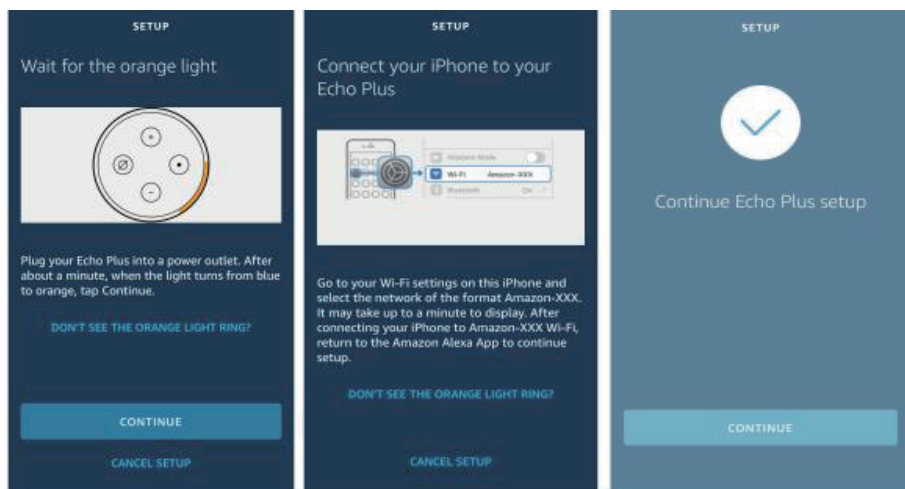 SETUP
Wait for the orange light
Plug your Echo Plus into a power outlet. After
about a minute, when the light turns from blue
to orange, tap Continue.
DON'T SEE THE ORANGE LIGHT RING?
CONTINUE
CANCEL SETUP
SETUP
Connect your iPhone to your
Echo Plus
Airplane Mode
Wi-Fi Amazon-XXX
Bluetooth On
Go to your Wi-Fi settings on this iPhone and
select the network of the format Amazon-XXX.
It may take up to a minute to display. After
connecting your iPhone to Amazon-XXX Wi-Fi,
return to the Amazon Alexa App to continue
setup.
DON'T SEE THE ORANGE LIGHT RING?
CANCEL SETUP
SETUP
Continue Echo Plus setup
CONTINUE